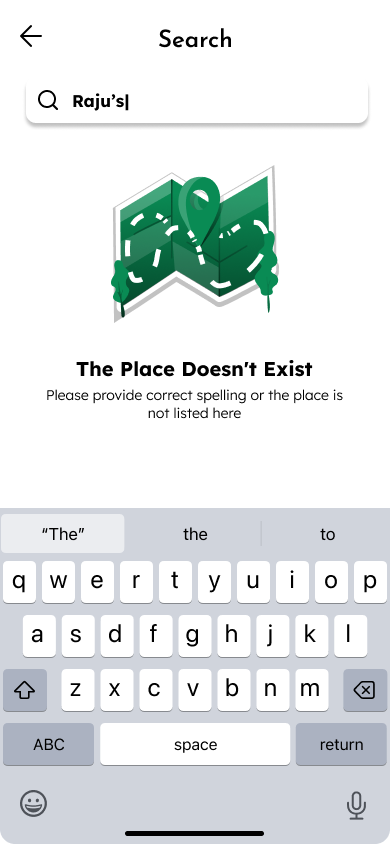 Search
Raju’s
The Place Doesn't Exist
Please provide correct spelling or the place is
not listed here
“The” the to
q w e r t y u i o p
a s d f g h j k l
z x c v b n m
ABC space return